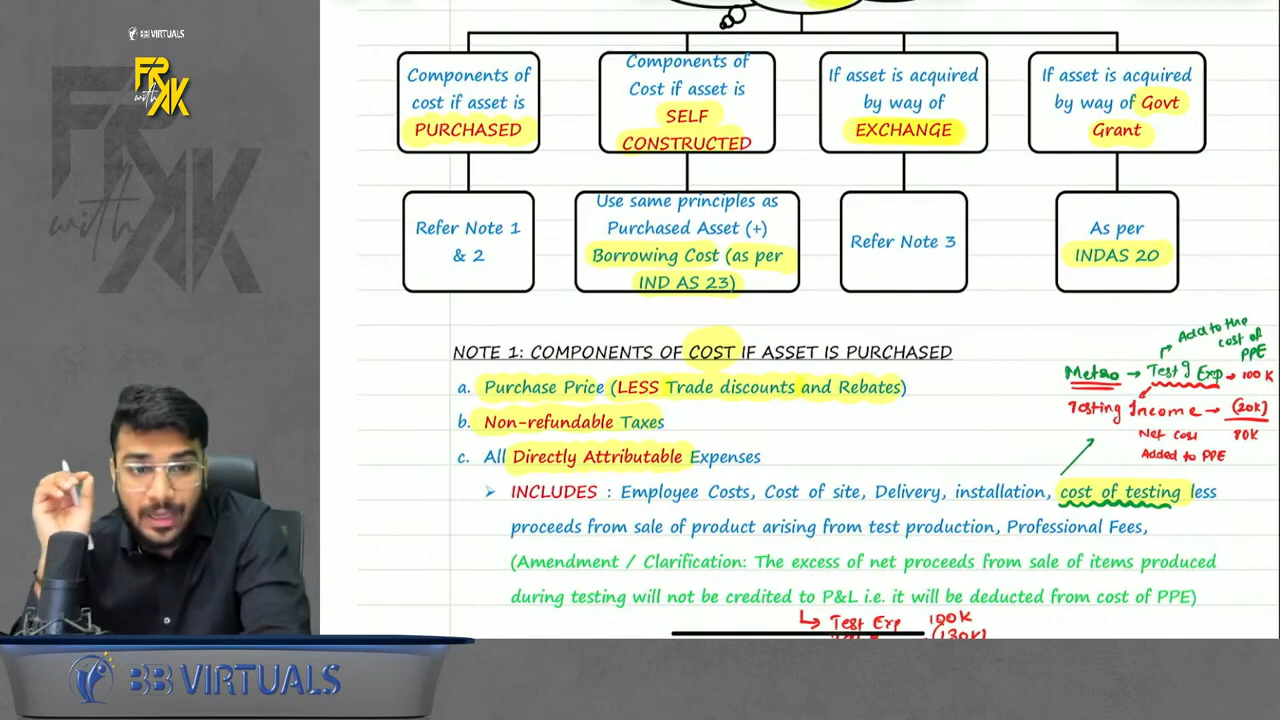 BB VIRTUALS
FR
with AK
FR
with
AK
Components of
cost if asset is
PURCHASED
Components of
Cost if asset is
SELF
CONSTRUCTED
If asset is acquired
by way of
EXCHANGE
If asset is acquired
by way of Govt
Grant
Refer Note 1
& 2
Use same principles as
Purchased Asset (+)
Borrowing Cost (as per
IND AS 23)
Refer Note 3
As per
INDAS 20
Add to the
cost of
PPE
Metro → Testg Exp → 100K
Testing Income → (20K)
Net cost 80K
Added to PPE
NOTE 1: COMPONENTS OF COST IF ASSET IS PURCHASED
a. Purchase Price (LESS Trade discounts and Rebates)
b. Non-refundable Taxes
c. All Directly Attributable Expenses
➢ INCLUDES : Employee Costs, Cost of site, Delivery, installation, cost of testing less
proceeds from sale of product arising from test production, Professional Fees,
(Amendment / Clarification: The excess of net proceeds from sale of items produced
during testing will not be credited to P&L i.e. it will be deducted from cost of PPE)
↳ Test Exp 100K
(130K)
BB VIRTUALS